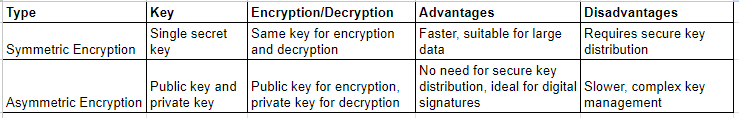 Type Key Encryption/Decryption Advantages Disadvantages
Symmetric Encryption
Single secret
key
Same key for encryption
and decryption
Faster, suitable for large
data
Requires secure key
distribution
Asymmetric Encryption
Public key and
private key
Public key for encryption,
private key for decryption
No need for secure key
distribution, ideal for digital
signatures
Slower, complex key
management